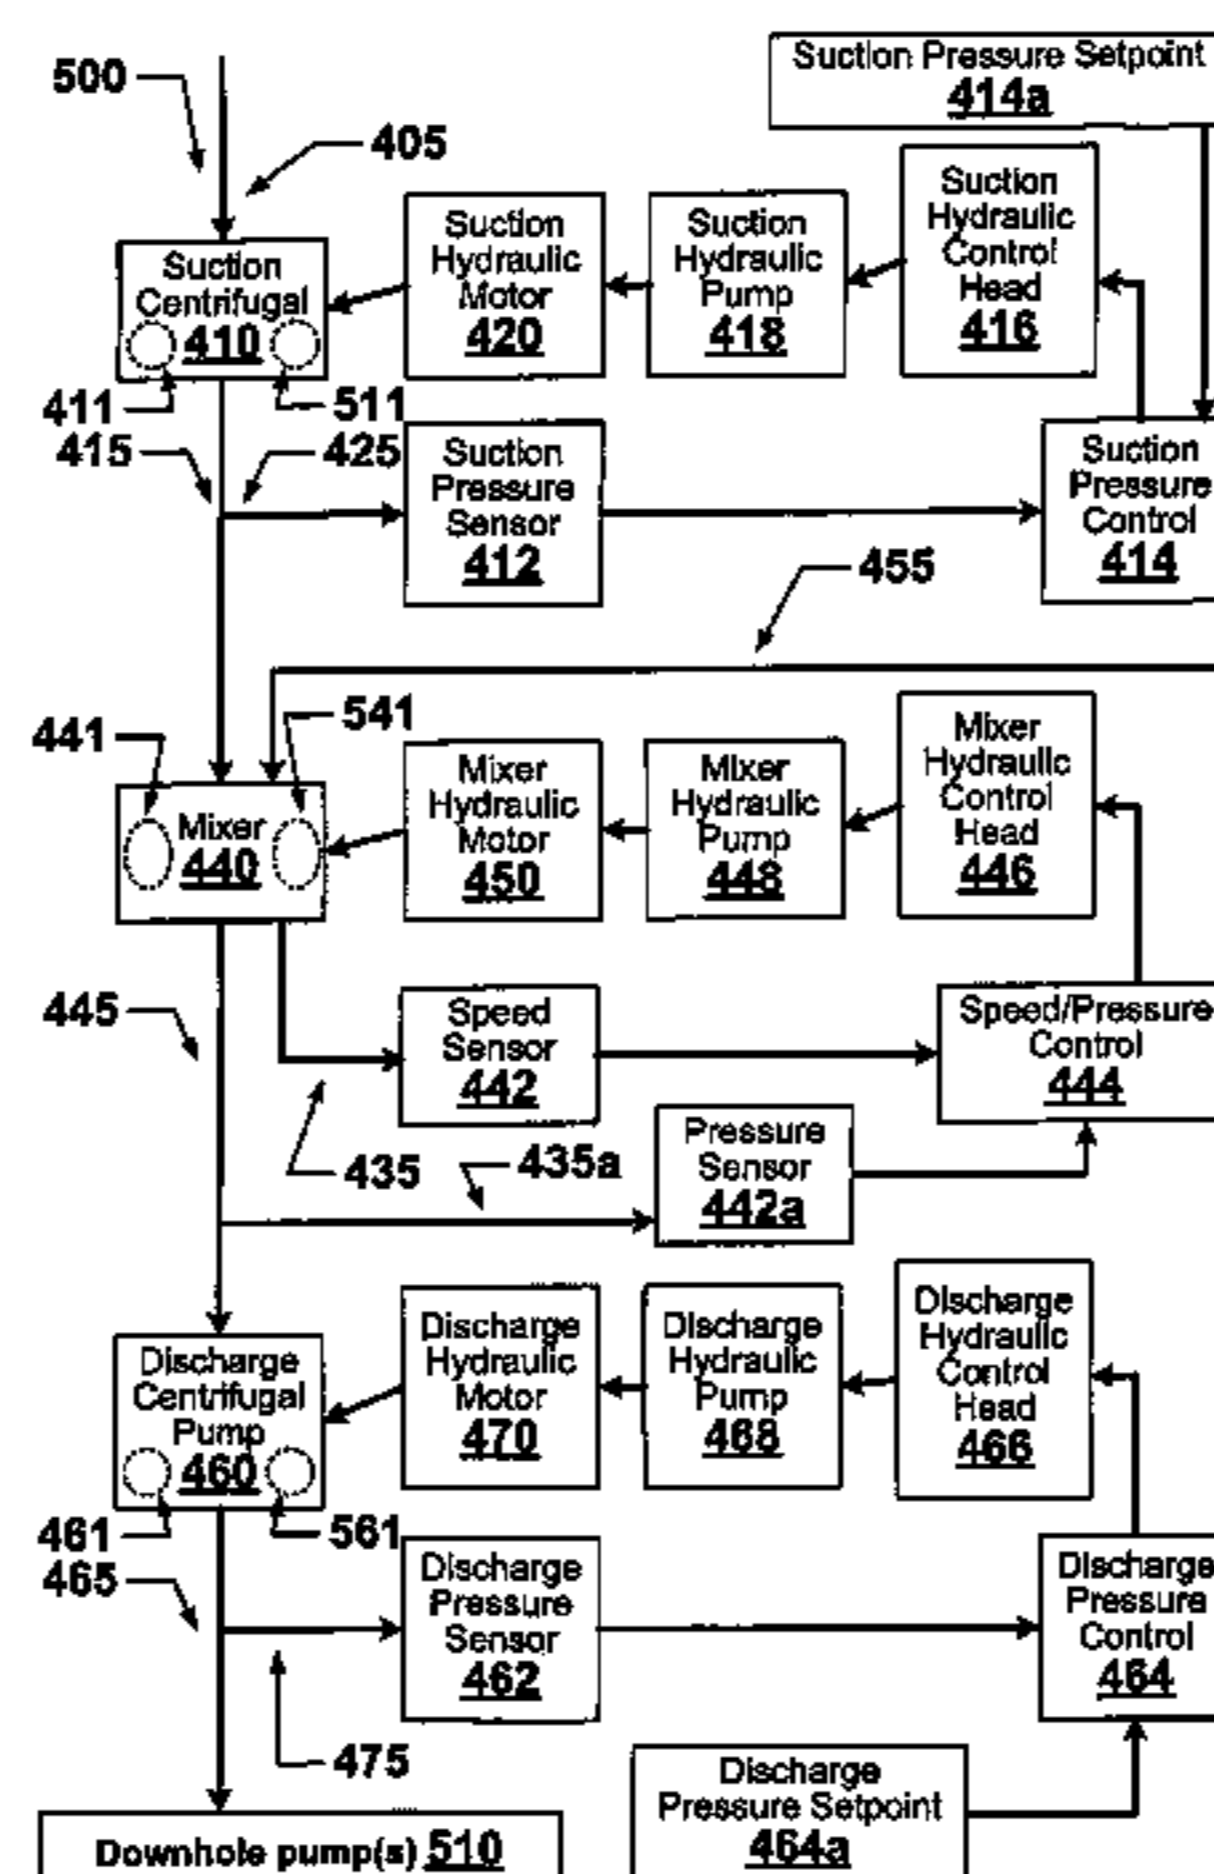 500
405
Suction Pressure Setpoint
414a
Suction
Centrifugal
410
Suction
Hydraulic
Motor
420
Suction
Hydraulic
Pump
418
Suction
Hydraulic
Control
Head
416
411
511
415
425
Suction
Pressure
Sensor
412
Suction
Pressure
Control
414
455
441
541
Mixer
440
Mixer
Hydraulic
Motor
450
Mixer
Hydraulic
Pump
448
Mixer
Hydraulic
Control
Head
446
445
Speed
Sensor
442
Speed/Pressure
Control
444
435
435a
Pressure
Sensor
442a
Discharge
Centrifugal
Pump
460
Discharge
Hydraulic
Motor
470
Discharge
Hydraulic
Pump
468
Discharge
Hydraulic
Control
Head
466
461
561
465
Discharge
Pressure
Sensor
462
Discharge
Pressure
Control
464
475
Discharge
Pressure Setpoint
464a
Downhole pump(s) 510